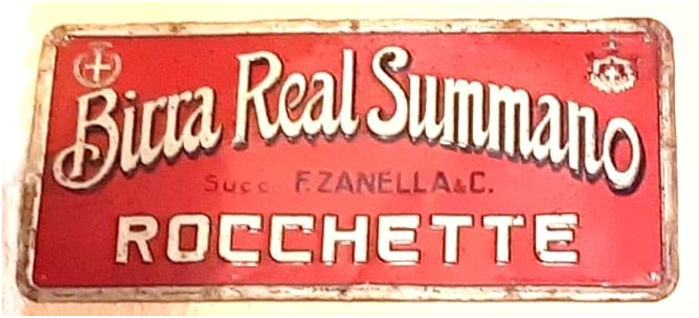 Birra Real Summano
Succ. F. ZANELLA & C.
ROCCHETTE